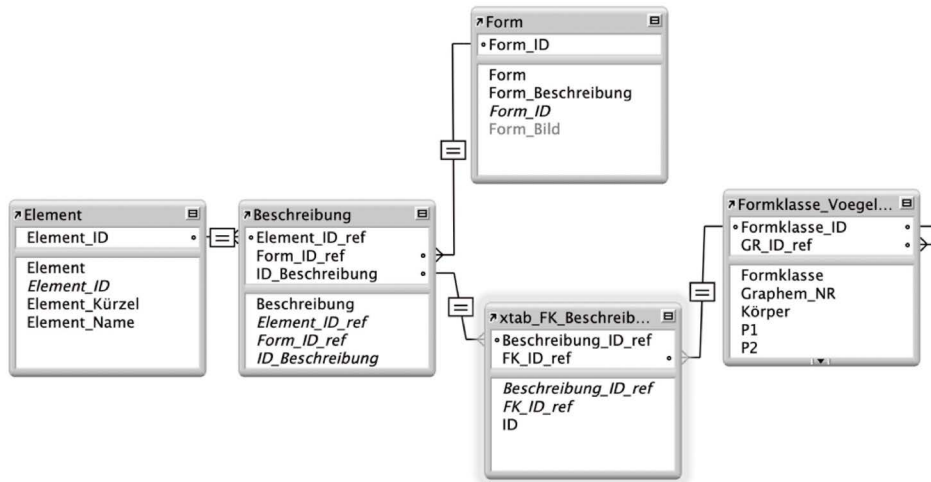 Form
Form_ID
Form
Form_Beschreibung
Form_ID
Form_Bild
Element
Element_ID
Element
Element_ID
Element_Kürzel
Element_Name
Beschreibung
Element_ID_ref
Form_ID_ref
ID_Beschreibung
Beschreibung
Element_ID_ref
Form_ID_ref
ID_Beschreibung
xtab_FK_Beschreib...
Beschreibung_ID_ref
FK_ID_ref
Beschreibung_ID_ref
FK_ID_ref
ID
Formklasse_Voegel...
Formklasse_ID
GR_ID_ref
Formklasse
Graphem_NR
Körper
P1
P2